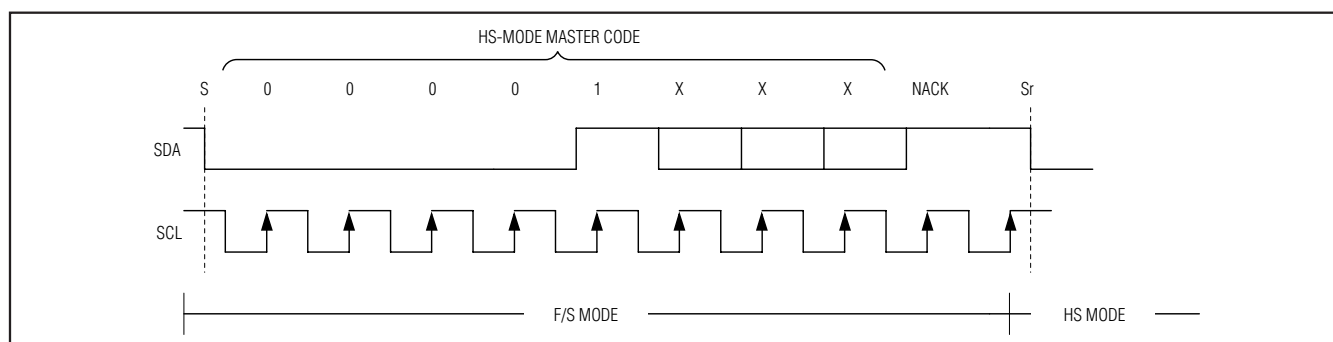 HS-MODE MASTER CODE
S 0 0 0 0 1 X X X NACK Sr
SDA
SCL
F/S MODE HS MODE